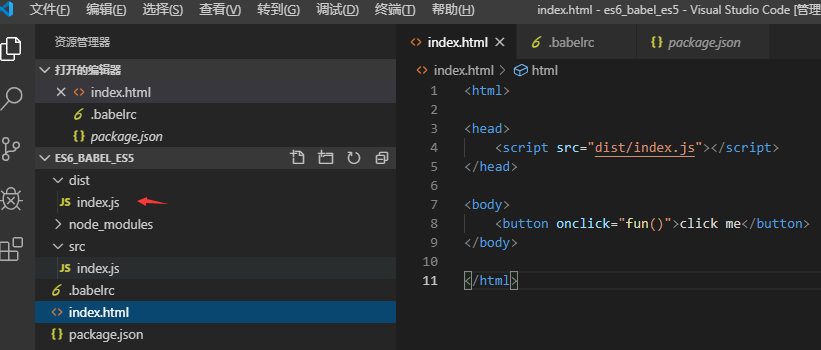 文件(F) 编辑(E) 选择(S) 查看(V) 转到(G) 调试(D) 终端(T) 帮助(H) index.html - es6_babel_es5 - Visual Studio Code [管理
资源管理器
打开的编辑器
index.html
.babelrc
package.json
ES6_BABEL_ES5
dist
JS index.js
node_modules
src
JS index.js
.babelrc
index.html
package.json
index.html .babelrc package.json
index.html > html
1 <html>
2
3 <head>
4 <script src="dist/index.js"></script>
5 </head>
6
7 <body>
8 <button onclick="fun()">click me</button>
9 </body>
10
11 </html>